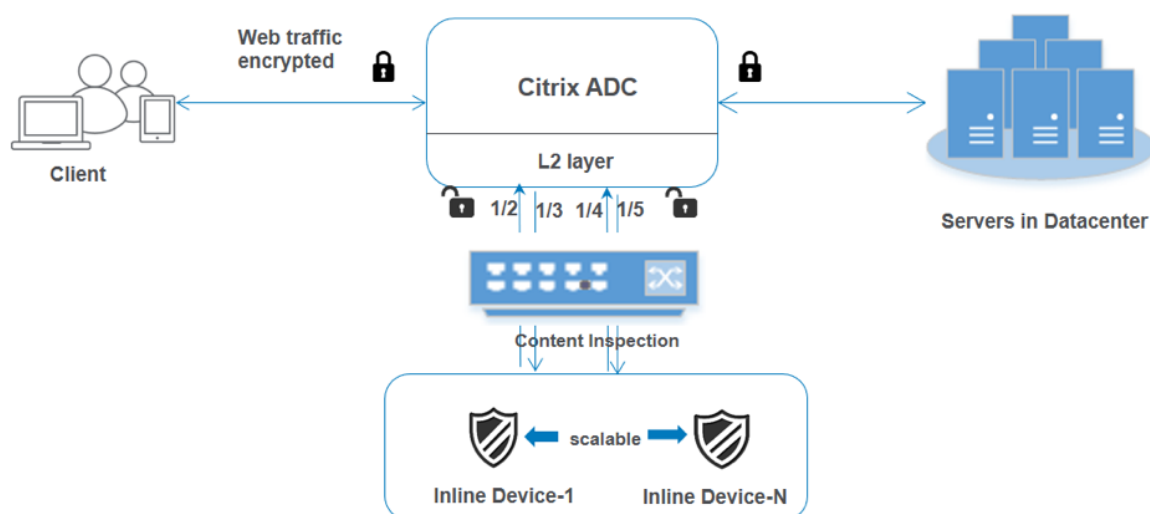 Web traffic
encrypted
Citrix ADC
L2 layer
Client
1/2 1/3 1/4 1/5
Servers in Datacenter
Content Inspection
scalable
Inline Device-1
Inline Device-N